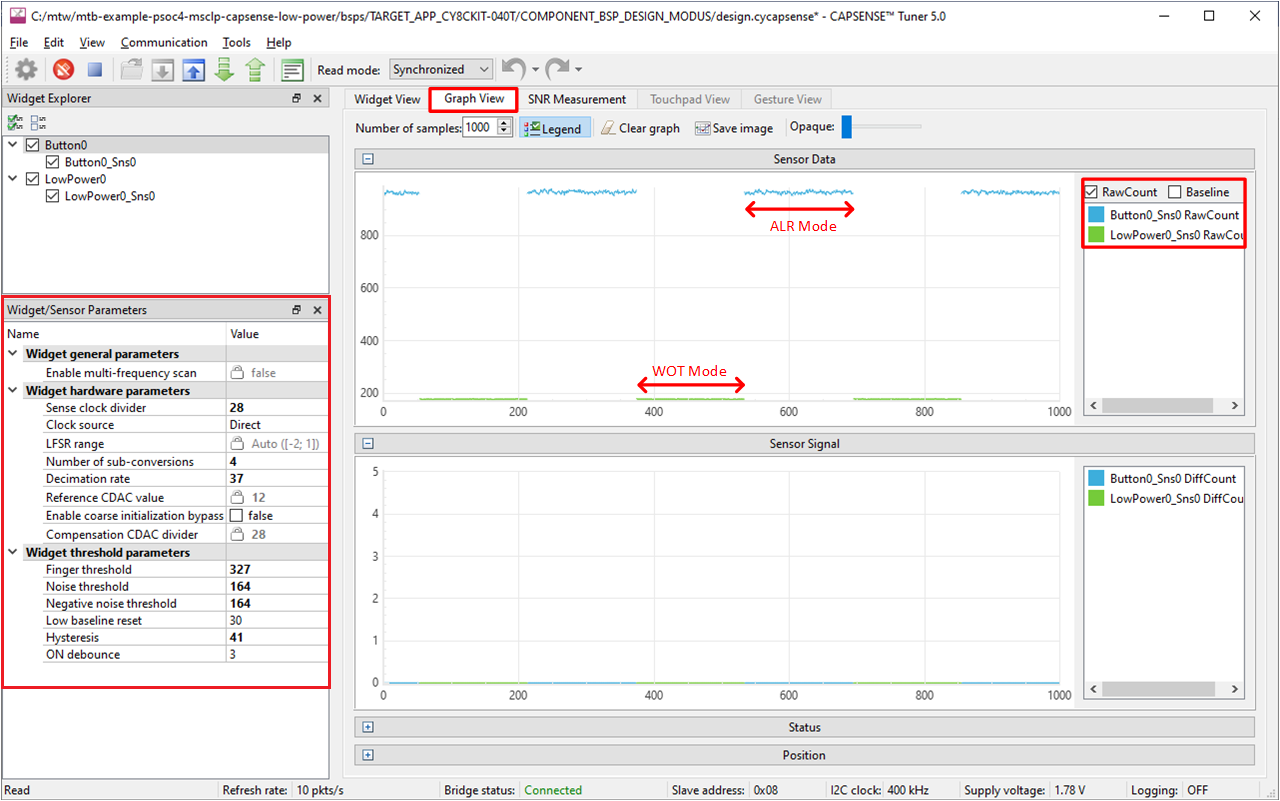 C:/mtw/mtb-example-psoc4-msclp-capsense-low-power/bsps/TARGET_APP_CY8CKIT-040T/COMPONENT_BSP_DESIGN_MODUS/design.cycapsense* - CAPSENSE™ Tuner 5.0
File Edit View Communication Tools Help
Read mode: Synchronized
Widget Explorer
Button0
Button0_Sns0
LowPower0
LowPower0_Sns0
Widget/Sensor Parameters
Name Value
Widget general parameters
Enable multi-frequency scan false
Widget hardware parameters
Sense clock divider 28
Clock source Direct
LFSR range Auto ([-2; 1])
Number of sub-conversions 4
Decimation rate 37
Reference CDAC value 12
Enable coarse initialization bypass false
Compensation CDAC divider 28
Widget threshold parameters
Finger threshold 327
Noise threshold 164
Negative noise threshold 164
Low baseline reset 30
Hysteresis 41
ON debounce 3
Widget View Graph View SNR Measurement Touchpad View Gesture View
Number of samples: 1000 Legend Clear graph Save image Opaque:
Sensor Data
800
600
400
200
0 200 400 600 800 1000
ALR Mode
WOT Mode
RawCount Baseline
Button0_Sns0 RawCount
LowPower0_Sns0 RawCou
Sensor Signal
5
4
3
2
1
0
0 200 400 600 800 1000
Button0_Sns0 DiffCount
LowPower0_Sns0 DiffCou
Status
Position
Read Refresh rate: 10 pkts/s Bridge status: Connected Slave address: 0x08 I2C clock: 400 kHz Supply voltage: 1.78 V Logging: OFF